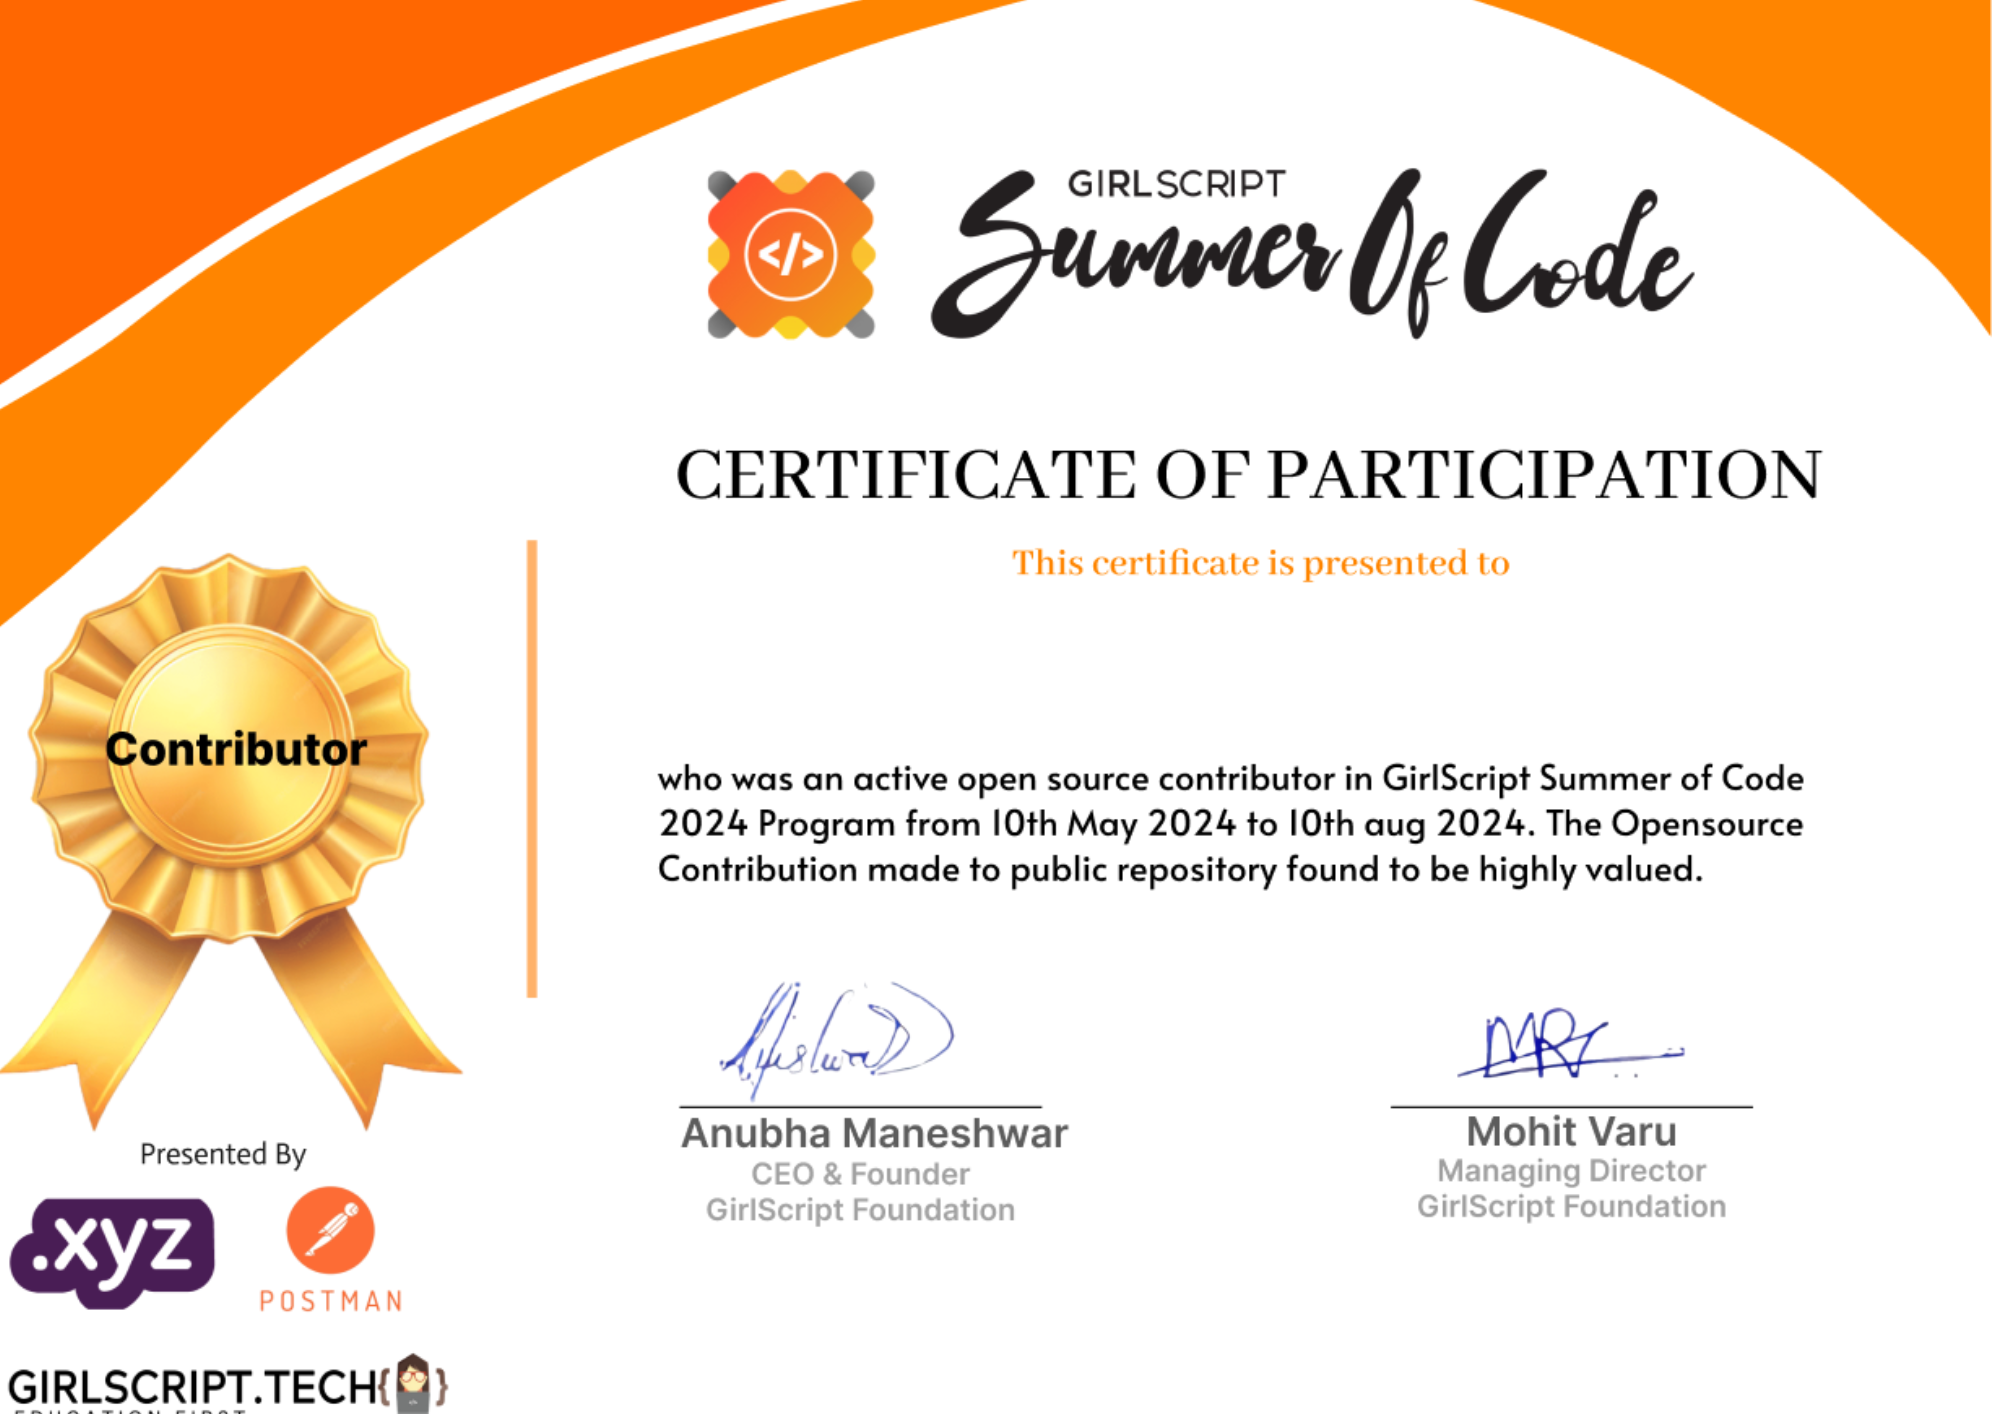 GIRLSCRIPT
Summer Of Code
</>
CERTIFICATE OF PARTICIPATION
This certificate is presented to
Contributor
who was an active open source contributor in GirlScript Summer of Code
2024 Program from 10th May 2024 to 10th aug 2024. The Opensource
Contribution made to public repository found to be highly valued.
Anubha Maneshwar
CEO & Founder
GirlScript Foundation
Mohit Varu
Managing Director
GirlScript Foundation
Presented By
.xyz
POSTMAN
GIRLSCRIPT.TECH{ }
EDUCATION FIRST